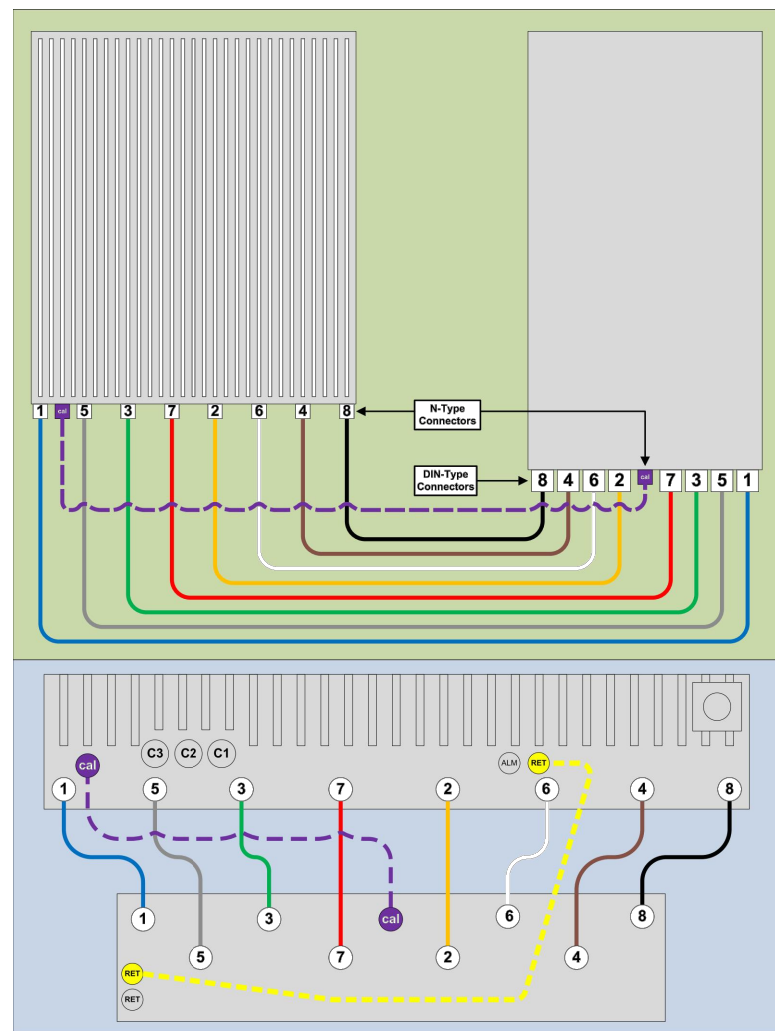 1 cal 5 3 7 2 6 4 8
N-Type
Connectors
DIN-Type
Connectors
8 4 6 2 cal 7 3 5 1
C3 C2 C1
ALM RET
cal
1 5 3 7 2 6 4 8
1 3 cal 6 8
5 7 2 4
RET
RET